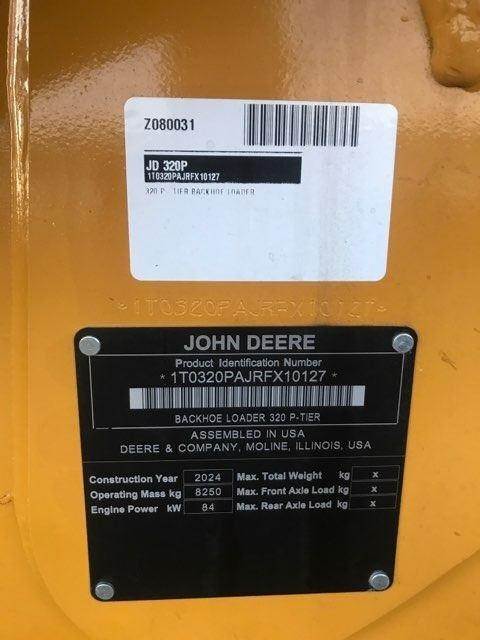 Z080031
JD 320P
1T0320PAJRFX10127
320 P-TIER BACKHOE LOADER
*1T0320PAJRFX10127*
JOHN DEERE
Product Identification Number
* 1T0320PAJRFX10127 *
BACKHOE LOADER 320 P-TIER
ASSEMBLED IN USA
DEERE & COMPANY, MOLINE, ILLINOIS, USA
Construction Year 2024 Max. Total Weight kg x
Operating Mass kg 8250 Max. Front Axle Load kg x
Engine Power kW 84 Max. Rear Axle Load kg x